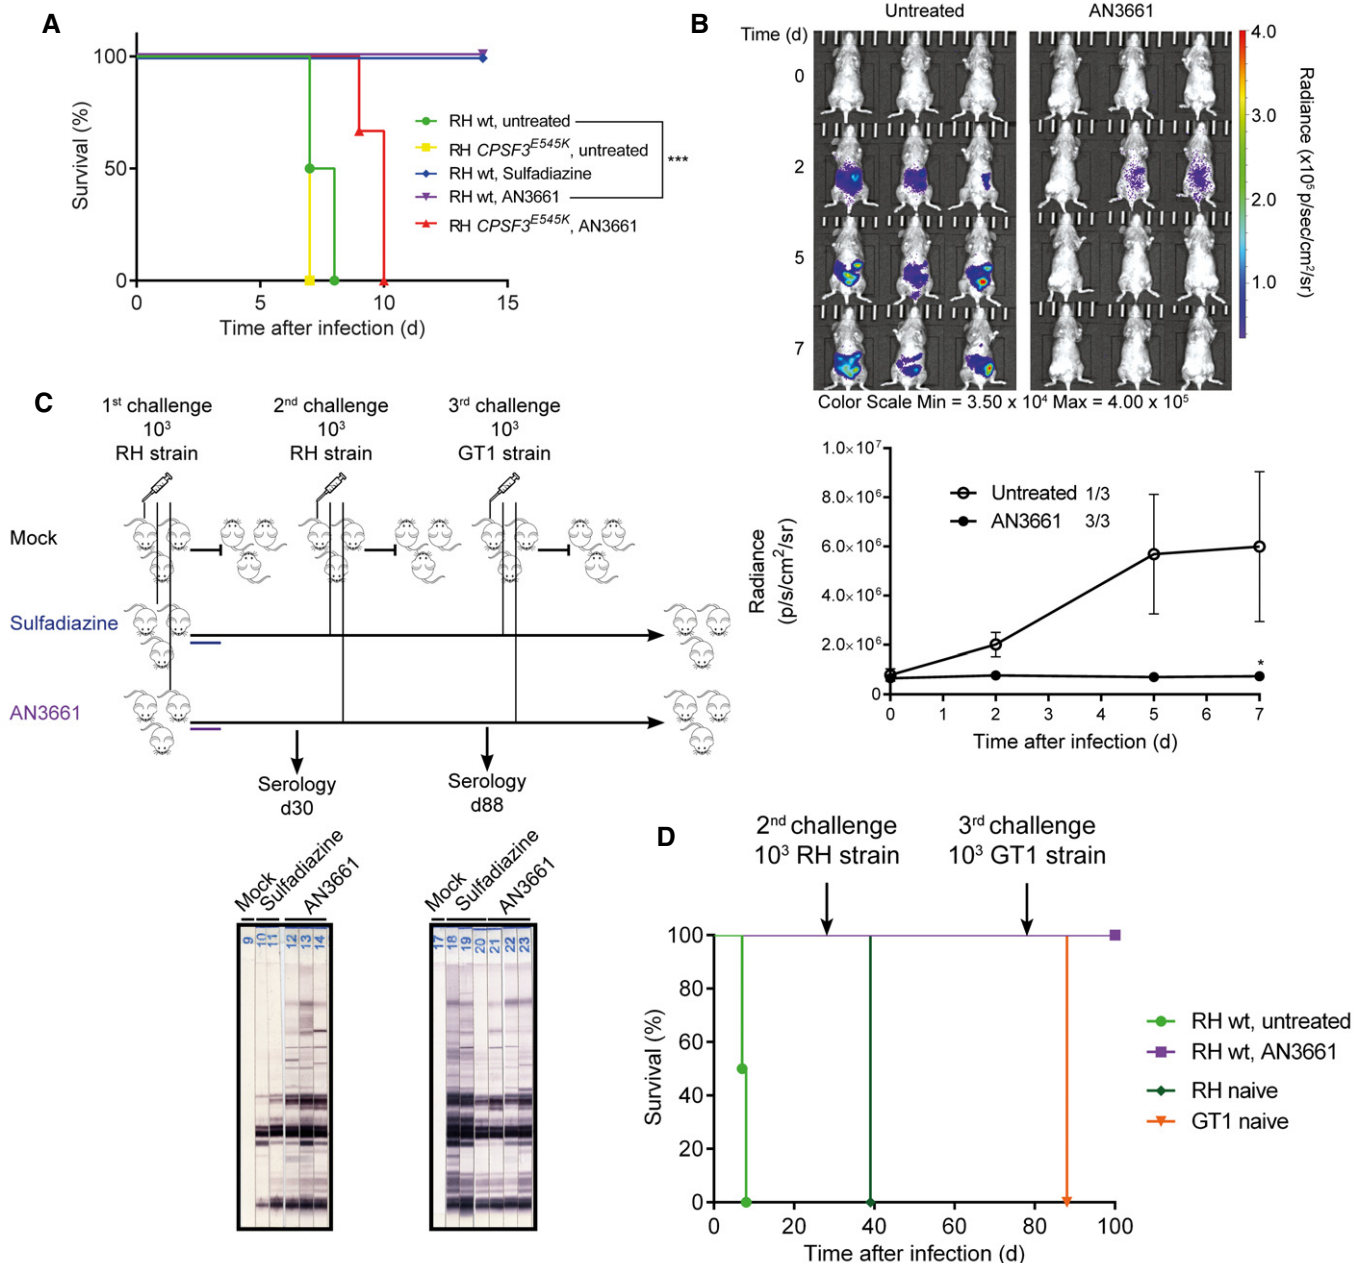 A
Survival (%)
100
50
0
0 5 10 15
Time after infection (d)
RH wt, untreated
RH CPSF3^E545K, untreated
RH wt, Sulfadiazine
RH wt, AN3661
RH CPSF3^E545K, AN3661
***
B
Untreated AN3661
Time (d)
0
2
5
7
4.0
3.0
2.0
1.0
Radiance (x10⁵ p/sec/cm²/sr)
Color Scale Min = 3.50 x 10⁴ Max = 4.00 x 10⁵
Radiance
(p/s/cm²/sr)
1.0×10⁷
8.0×10⁶
6.0×10⁶
4.0×10⁶
2.0×10⁶
0
Untreated 1/3
AN3661 3/3
*
0 1 2 3 4 5 6 7
Time after infection (d)
C
1st challenge
10³
RH strain
2nd challenge
10³
RH strain
3rd challenge
10³
GT1 strain
Mock
Sulfadiazine
AN3661
Serology
d30
Serology
d88
Mock
Sulfadiazine
AN3661
9 10 11 12 13 14
Mock
Sulfadiazine
AN3661
17 18 19 20 21 22 23
D
2nd challenge
10³ RH strain
3rd challenge
10³ GT1 strain
Survival (%)
100
80
60
40
20
0
0 20 40 60 80 100
Time after infection (d)
RH wt, untreated
RH wt, AN3661
RH naive
GT1 naive